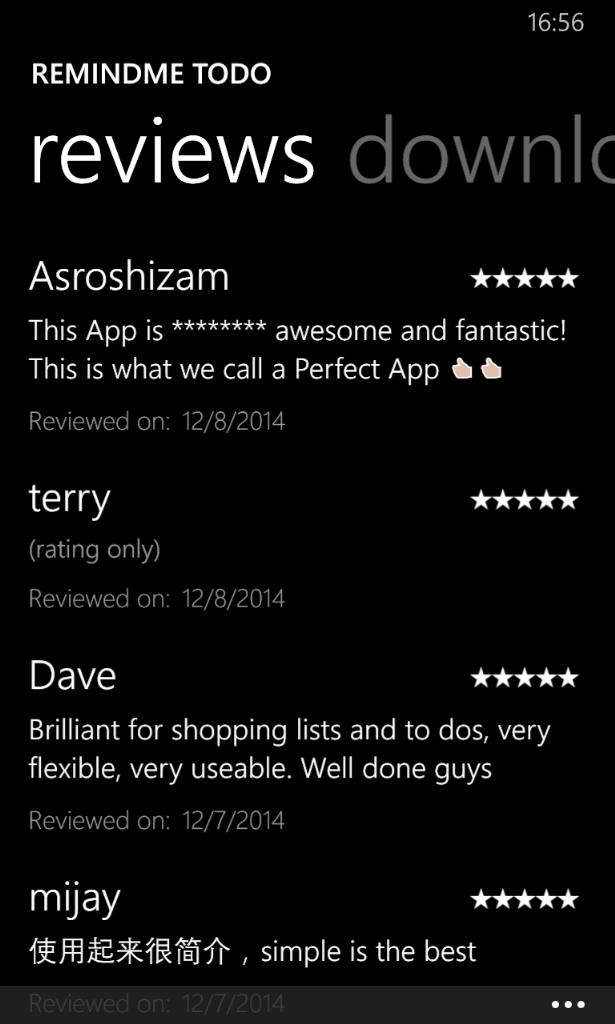 16:56
REMINDME TODO
reviews downlo
Asroshizam ★★★★★
This App is ******** awesome and fantastic!
This is what we call a Perfect App 👍👍
Reviewed on: 12/8/2014
terry ★★★★★
(rating only)
Reviewed on: 12/8/2014
Dave ★★★★★
Brilliant for shopping lists and to dos, very
flexible, very useable. Well done guys
Reviewed on: 12/7/2014
mijay ★★★★★
使用起来很简介，simple is the best
Reviewed on: 12/7/2014